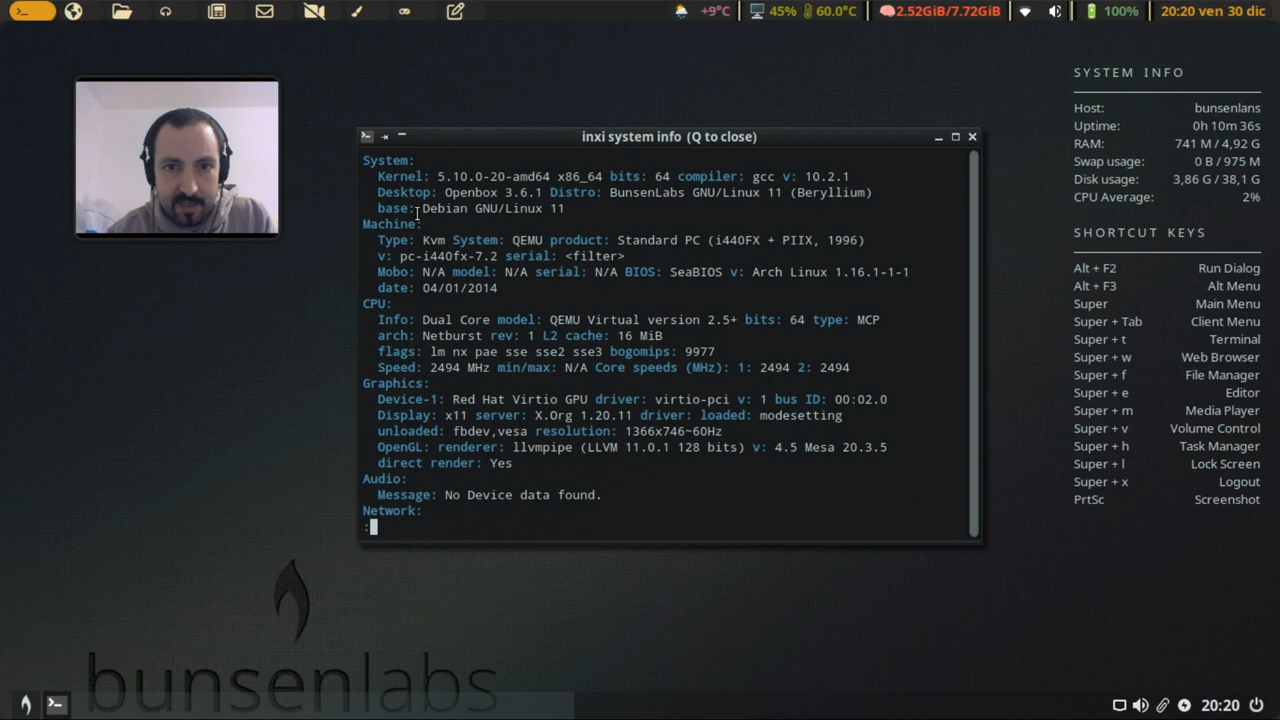 +9°C 45% 60.0°C 2.52GiB/7.72GiB 100% 20:20 ven 30 dic
inxi system info (Q to close)
System:
Kernel: 5.10.0-20-amd64 x86_64 bits: 64 compiler: gcc v: 10.2.1
Desktop: Openbox 3.6.1 Distro: BunsenLabs GNU/Linux 11 (Beryllium)
base: Debian GNU/Linux 11
Machine:
Type: Kvm System: QEMU product: Standard PC (i440FX + PIIX, 1996)
v: pc-i440fx-7.2 serial: <filter>
Mobo: N/A model: N/A serial: N/A BIOS: SeaBIOS v: Arch Linux 1.16.1-1-1
date: 04/01/2014
CPU:
Info: Dual Core model: QEMU Virtual version 2.5+ bits: 64 type: MCP
arch: Netburst rev: 1 L2 cache: 16 MiB
flags: lm nx pae sse sse2 sse3 bogomips: 9977
Speed: 2494 MHz min/max: N/A Core speeds (MHz): 1: 2494 2: 2494
Graphics:
Device-1: Red Hat Virtio GPU driver: virtio-pci v: 1 bus ID: 00:02.0
Display: x11 server: X.Org 1.20.11 driver: loaded: modesetting
unloaded: fbdev,vesa resolution: 1366x746~60Hz
OpenGL: renderer: llvmpipe (LLVM 11.0.1 128 bits) v: 4.5 Mesa 20.3.5
direct render: Yes
Audio:
Message: No Device data found.
Network:
:
SYSTEM INFO
Host: bunsenlans
Uptime: 0h 10m 36s
RAM: 741 M / 4,92 G
Swap usage: 0 B / 975 M
Disk usage: 3,86 G / 38,1 G
CPU Average: 2%
SHORTCUT KEYS
Alt + F2 Run Dialog
Alt + F3 Alt Menu
Super Main Menu
Super + Tab Client Menu
Super + t Terminal
Super + w Web Browser
Super + f File Manager
Super + e Editor
Super + m Media Player
Super + v Volume Control
Super + h Task Manager
Super + l Lock Screen
Super + x Logout
PrtSc Screenshot
bunsenlabs
20:20